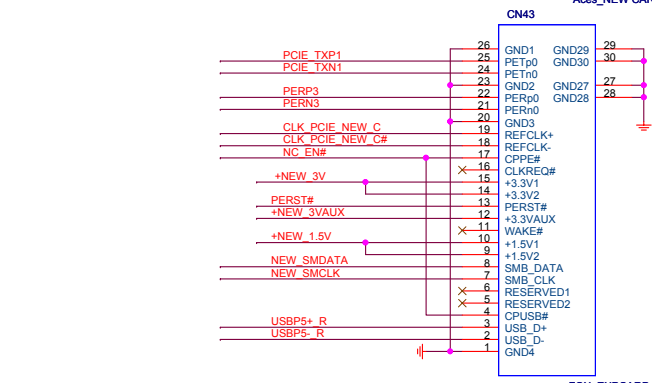 CN43
PCIE_TXP1 26 GND1 GND29 29
PCIE_TXN1 25 PETp0 GND30 30
24 PETn0
23 GND2 GND27 27
PERP3 22 PERp0 GND28 28
PERN3 21 PERn0
20 GND3
CLK_PCIE_NEW_C 19 REFCLK+
CLK_PCIE_NEW_C# 18 REFCLK-
NC_EN# 17 CPPE#
16 CLKREQ#
+NEW_3V 15 +3.3V1
14 +3.3V2
PERST# 13 PERST#
+NEW_3VAUX 12 +3.3VAUX
11 WAKE#
+NEW_1.5V 10 +1.5V1
9 +1.5V2
NEW_SMDATA 8 SMB_DATA
NEW_SMCLK 7 SMB_CLK
6 RESERVED1
5 RESERVED2
4 CPUSB#
USBP5+_R 3 USB_D+
USBP5-_R 2 USB_D-
1 GND4